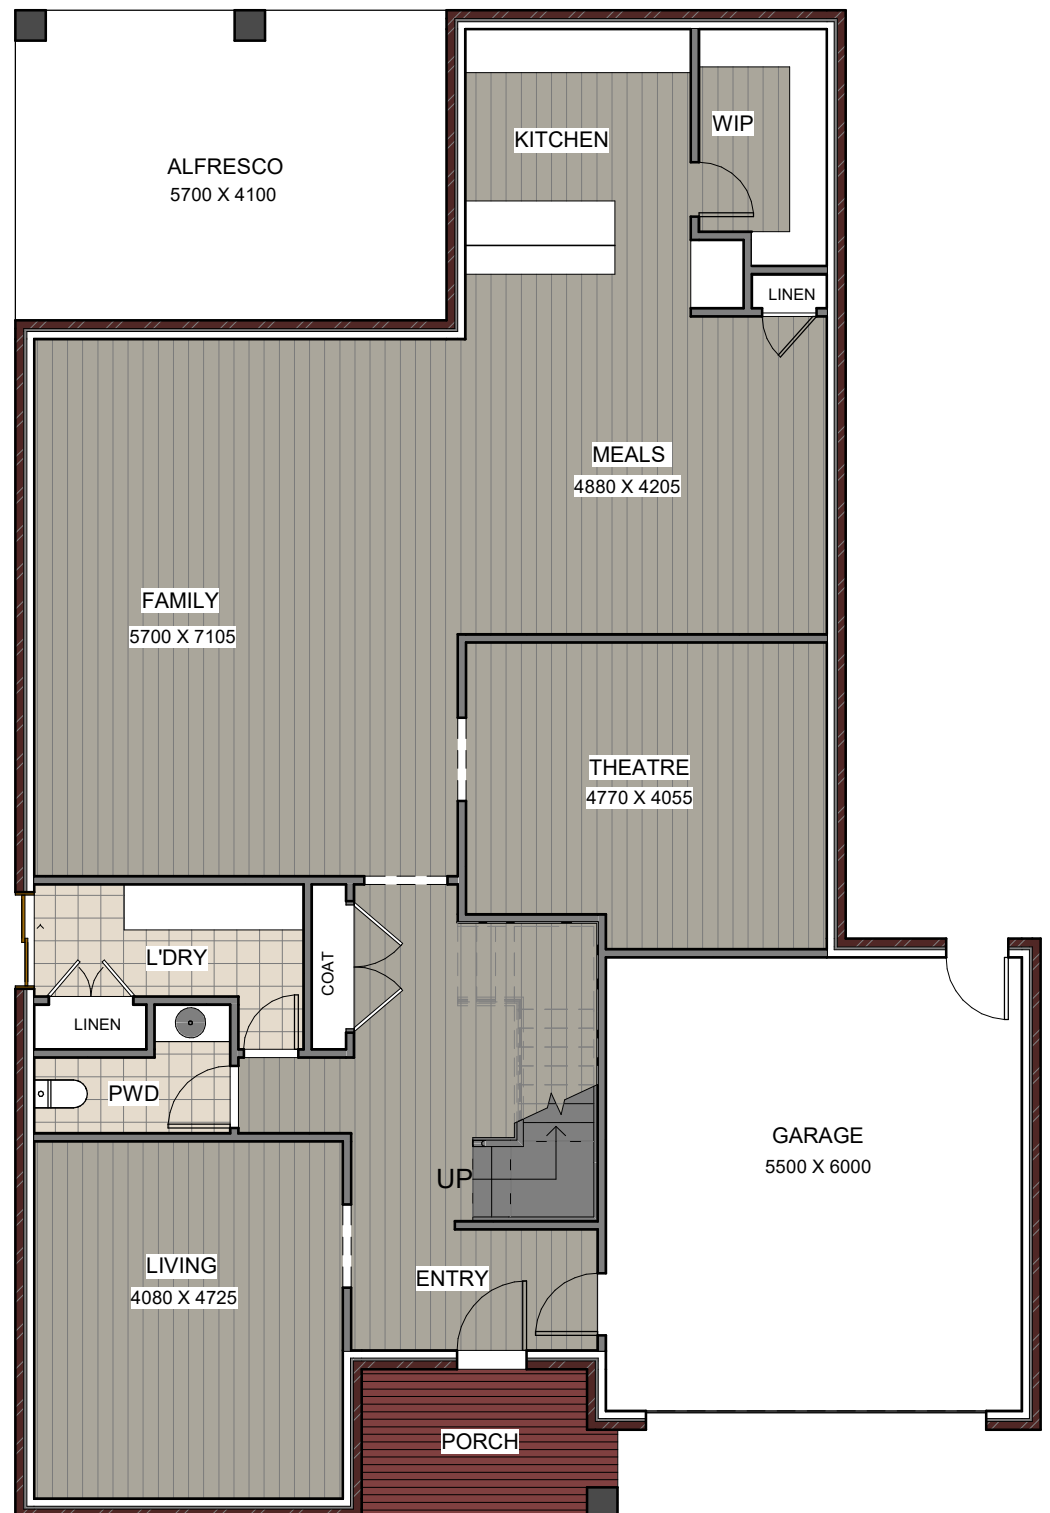 WIP
KITCHEN
ALFRESCO
5700 X 4100
LINEN
MEALS
4880 X 4205
FAMILY
5700 X 7105
THEATRE
4770 X 4055
L'DRY
COAT
LINEN
PWD
GARAGE
5500 X 6000
UP
LIVING
4080 X 4725
ENTRY
PORCH